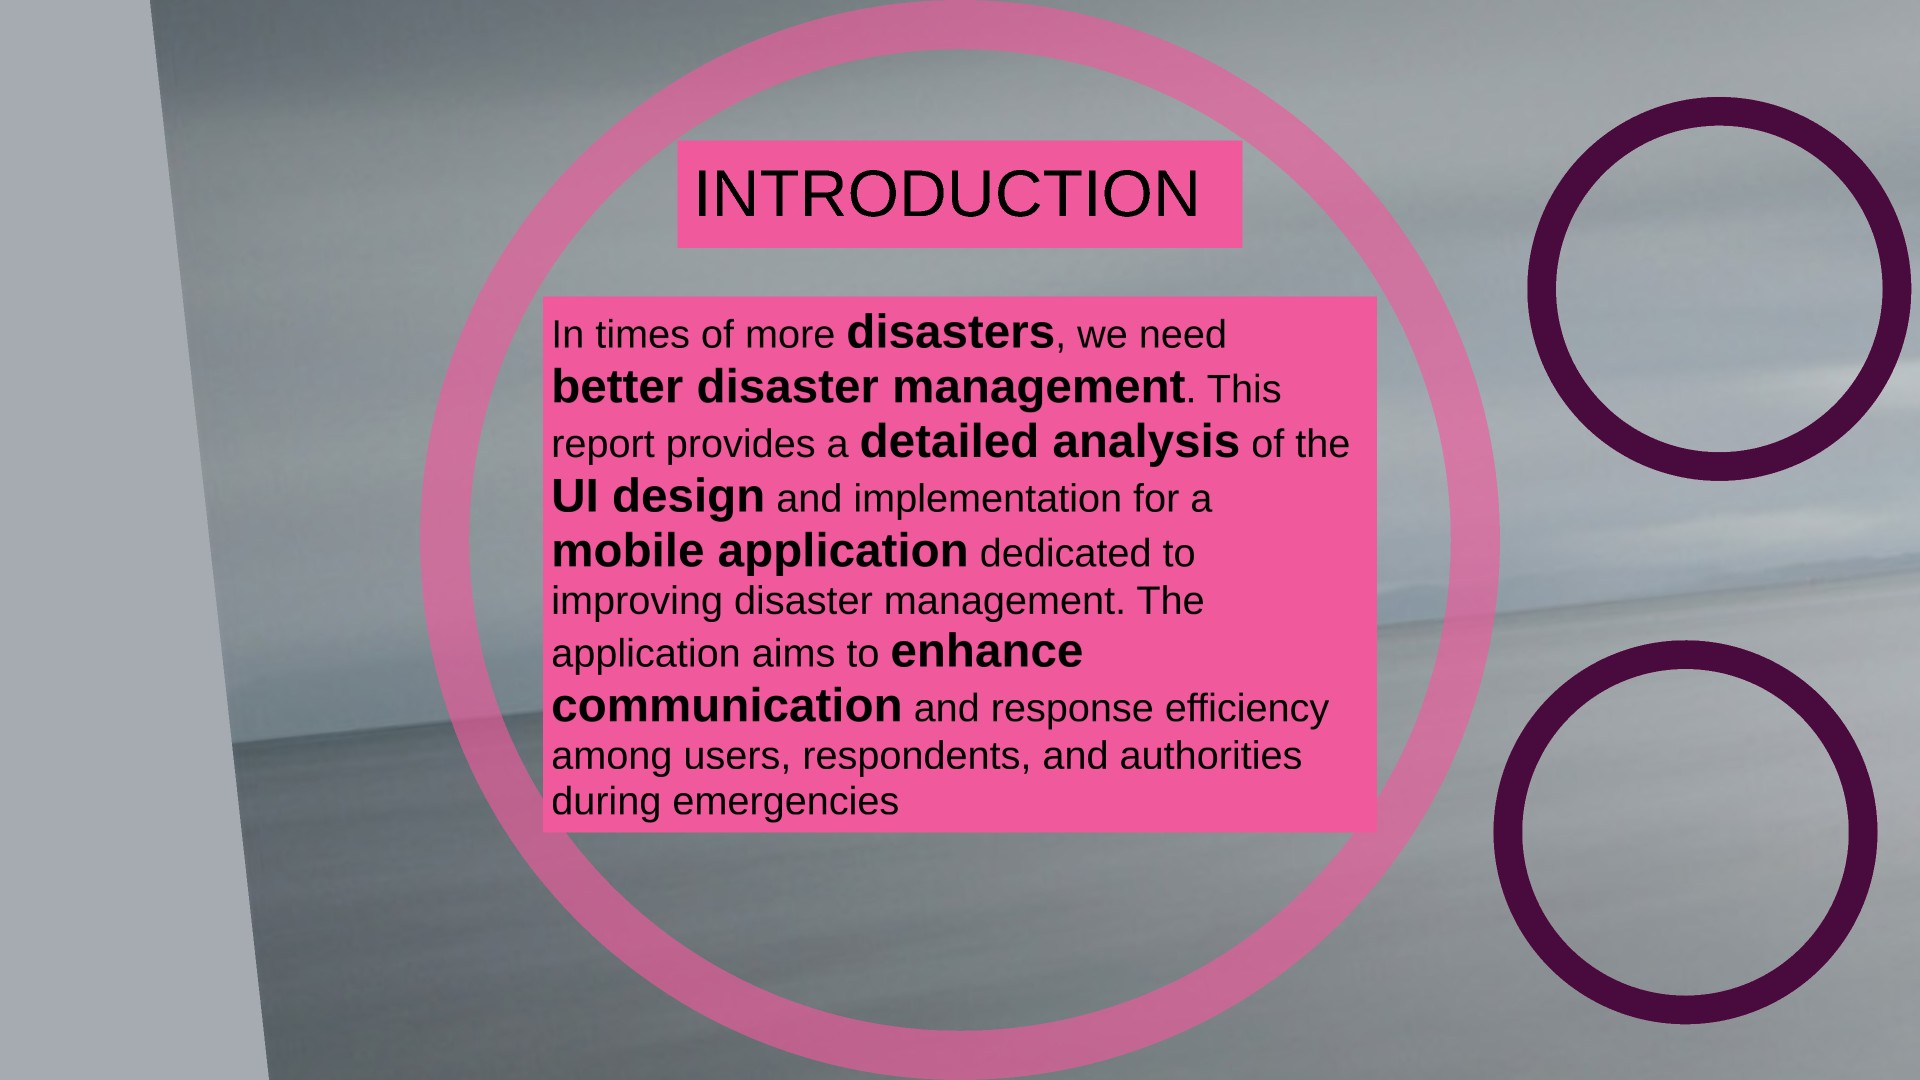 INTRODUCTION
In times of more disasters, we need
better disaster management. This
report provides a detailed analysis of the
UI design and implementation for a
mobile application dedicated to
improving disaster management. The
application aims to enhance
communication and response efficiency
among users, respondents, and authorities
during emergencies